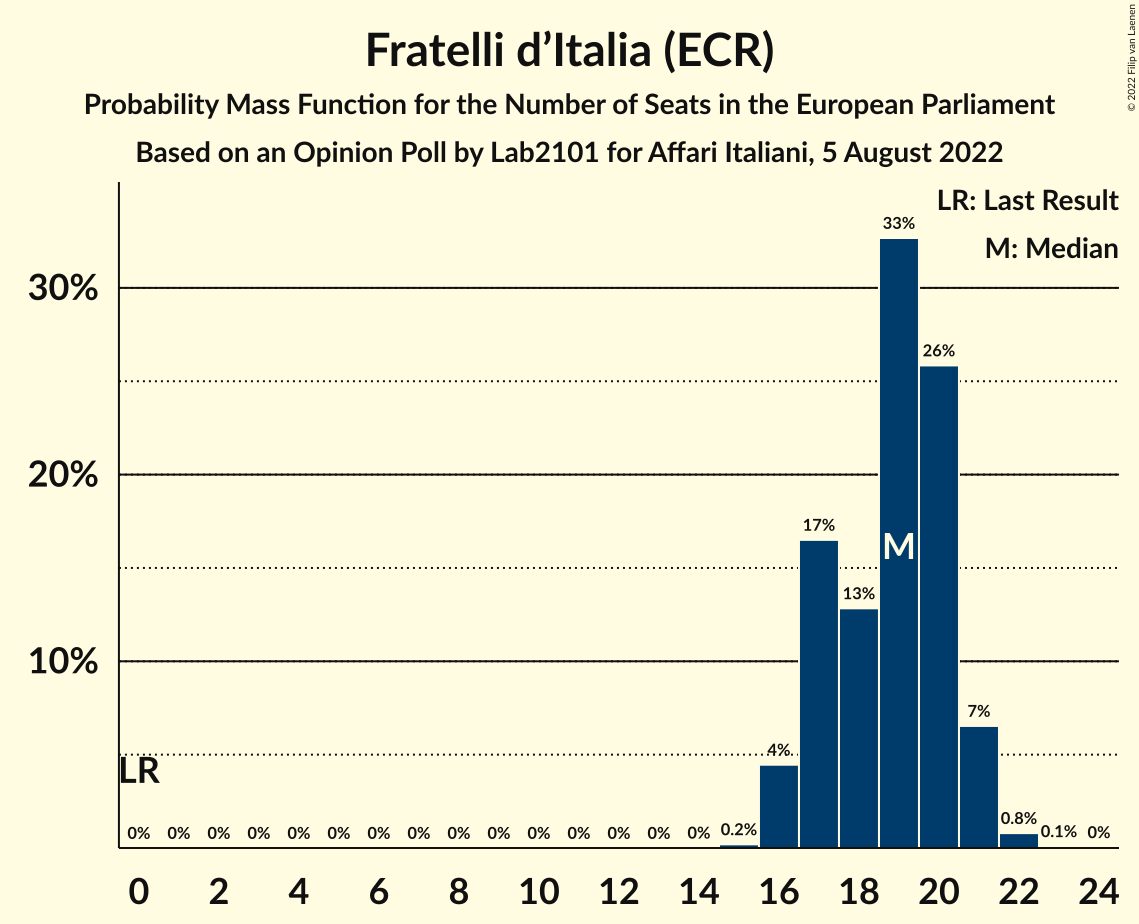 Fratelli d’Italia (ECR)
Probability Mass Function for the Number of Seats in the European Parliament
Based on an Opinion Poll by Lab2101 for Affari Italiani, 5 August 2022
© 2022 Filip van Laenen
LR: Last Result
M: Median
33%
30%
26%
20%
17%
M
13%
10%
7%
4%
LR
0% 0% 0% 0% 0% 0% 0% 0% 0% 0% 0% 0% 0% 0% 0% 0.2% 0.8% 0.1% 0%
0 2 4 6 8 10 12 14 16 18 20 22 24